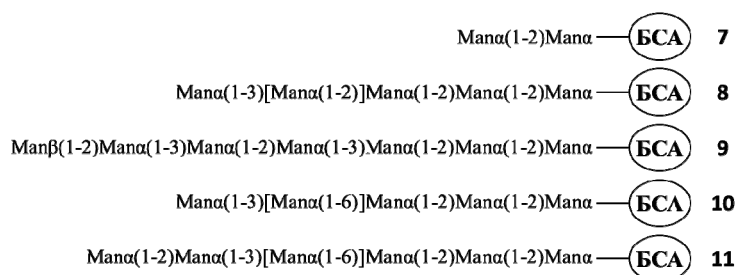 Manα(1-2)Manα БСА 7
Manα(1-3)[Manα(1-2)]Manα(1-2)Manα(1-2)Manα БСА 8
Manβ(1-2)Manα(1-3)Manα(1-2)Manα(1-3)Manα(1-2)Manα(1-2)Manα БСА 9
Manα(1-3)[Manα(1-6)]Manα(1-2)Manα(1-2)Manα БСА 10
Manα(1-2)Manα(1-3)[Manα(1-6)]Manα(1-2)Manα(1-2)Manα БСА 11